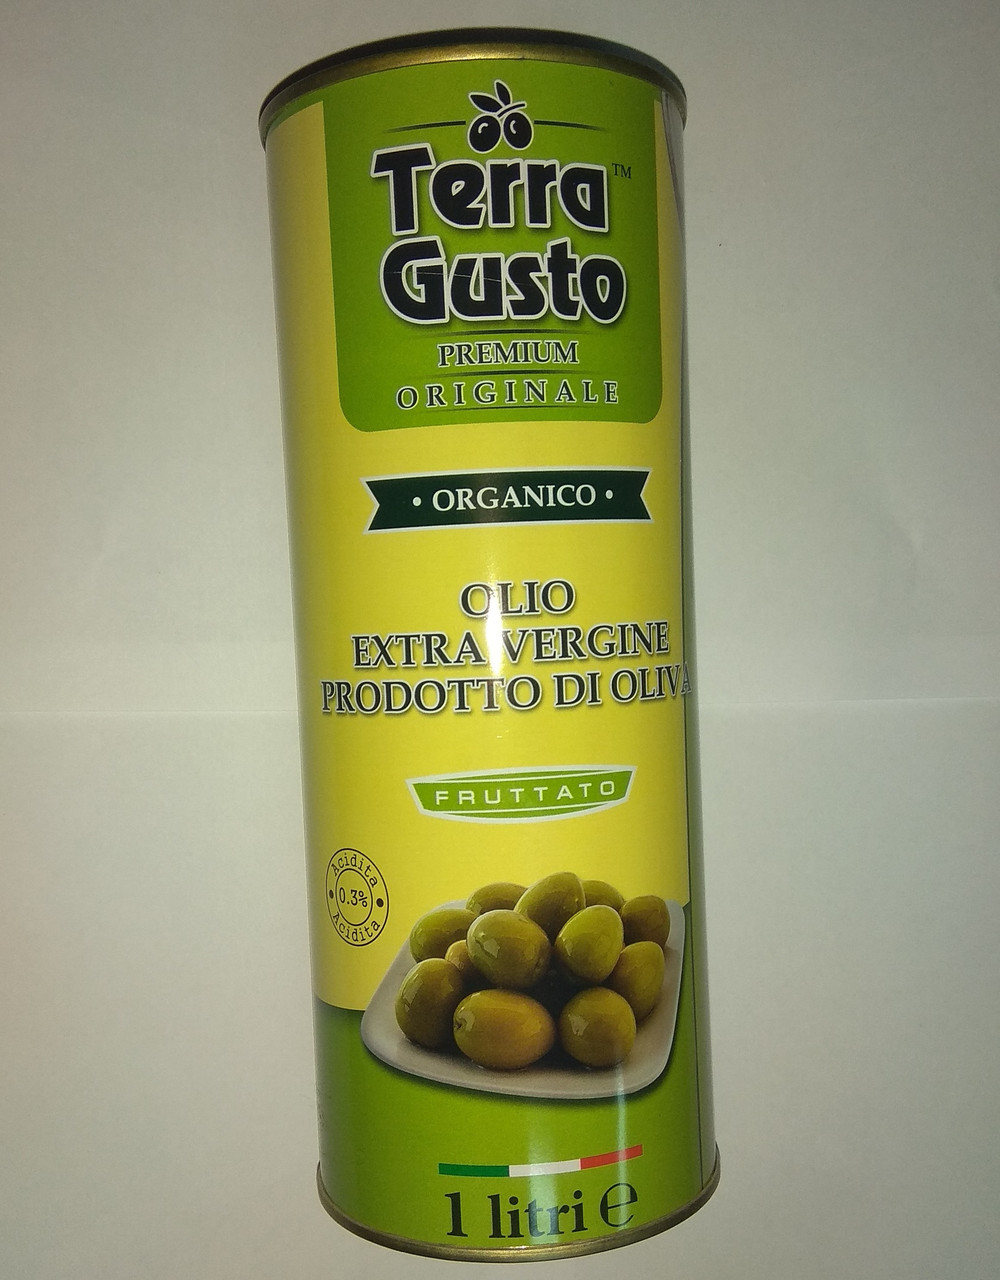 Terra™
Gusto
PREMIUM
ORIGINALE
• ORGANICO •
OLIO
EXTRA VERGINE
PRODOTTO DI OLIVA
FRUTTATO
Acidita
0.3%
Acidita
1 litri e